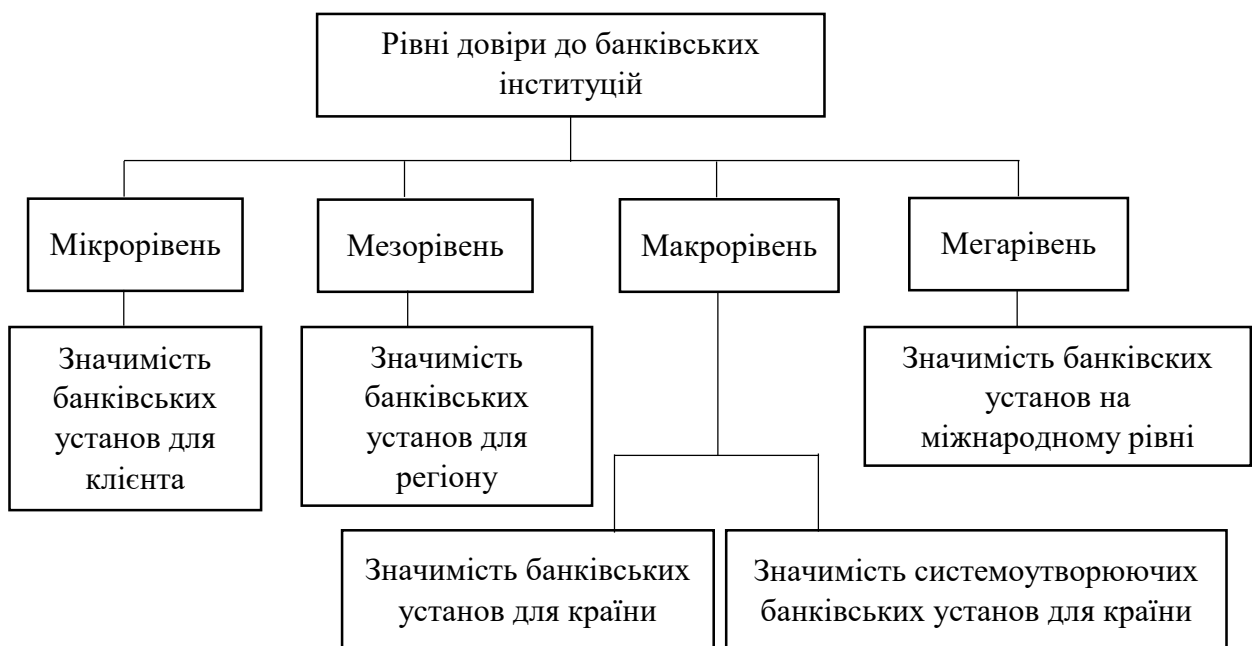 Рівні довіри до банківських
інституцій
Мікрорівень
Мезорівень
Макрорівень
Мегарівень
Значимість
банківських
установ для
клієнта
Значимість
банківських
установ для
регіону
Значимість банківских
установ на
міжнародному рівні
Значимість банківських
установ для країни
Значимість системоутворюючих
банківських установ для країни